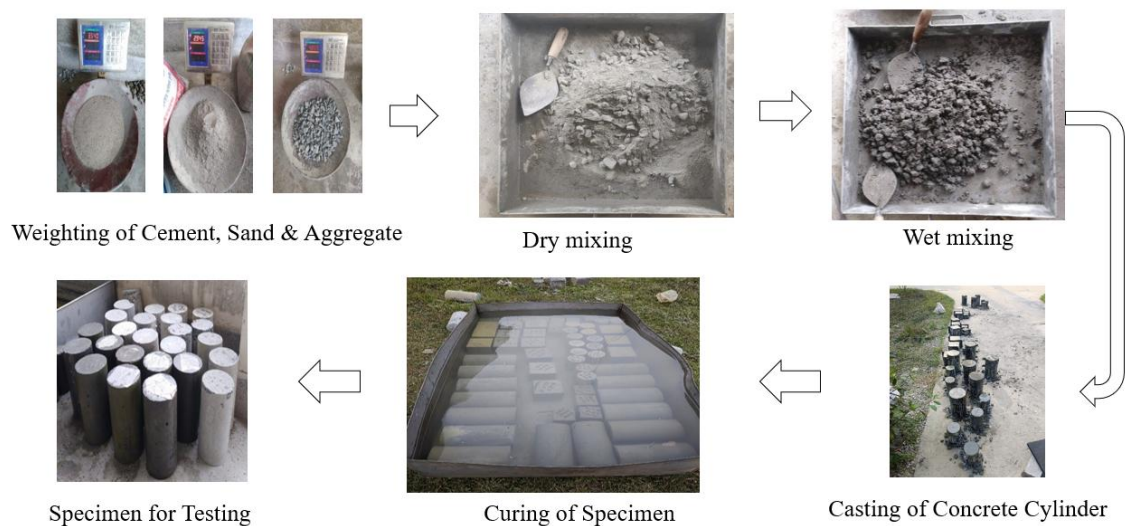 Weighting of Cement, Sand & Aggregate
Dry mixing
Wet mixing
Specimen for Testing
Curing of Specimen
Casting of Concrete Cylinder